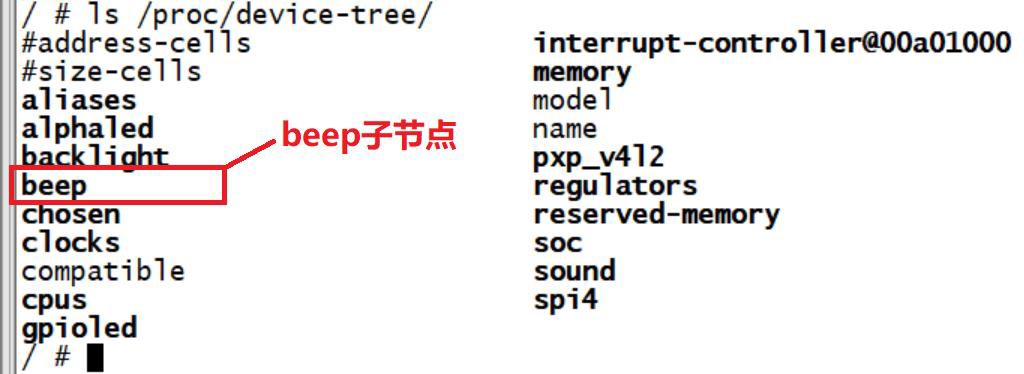 / # ls /proc/device-tree/
#address-cells interrupt-controller@00a01000
#size-cells memory
aliases model
alphaled name
beep子节点
backlight pxp_v4l2
beep regulators
chosen reserved-memory
clocks soc
compatible sound
cpus spi4
gpioled
/ #